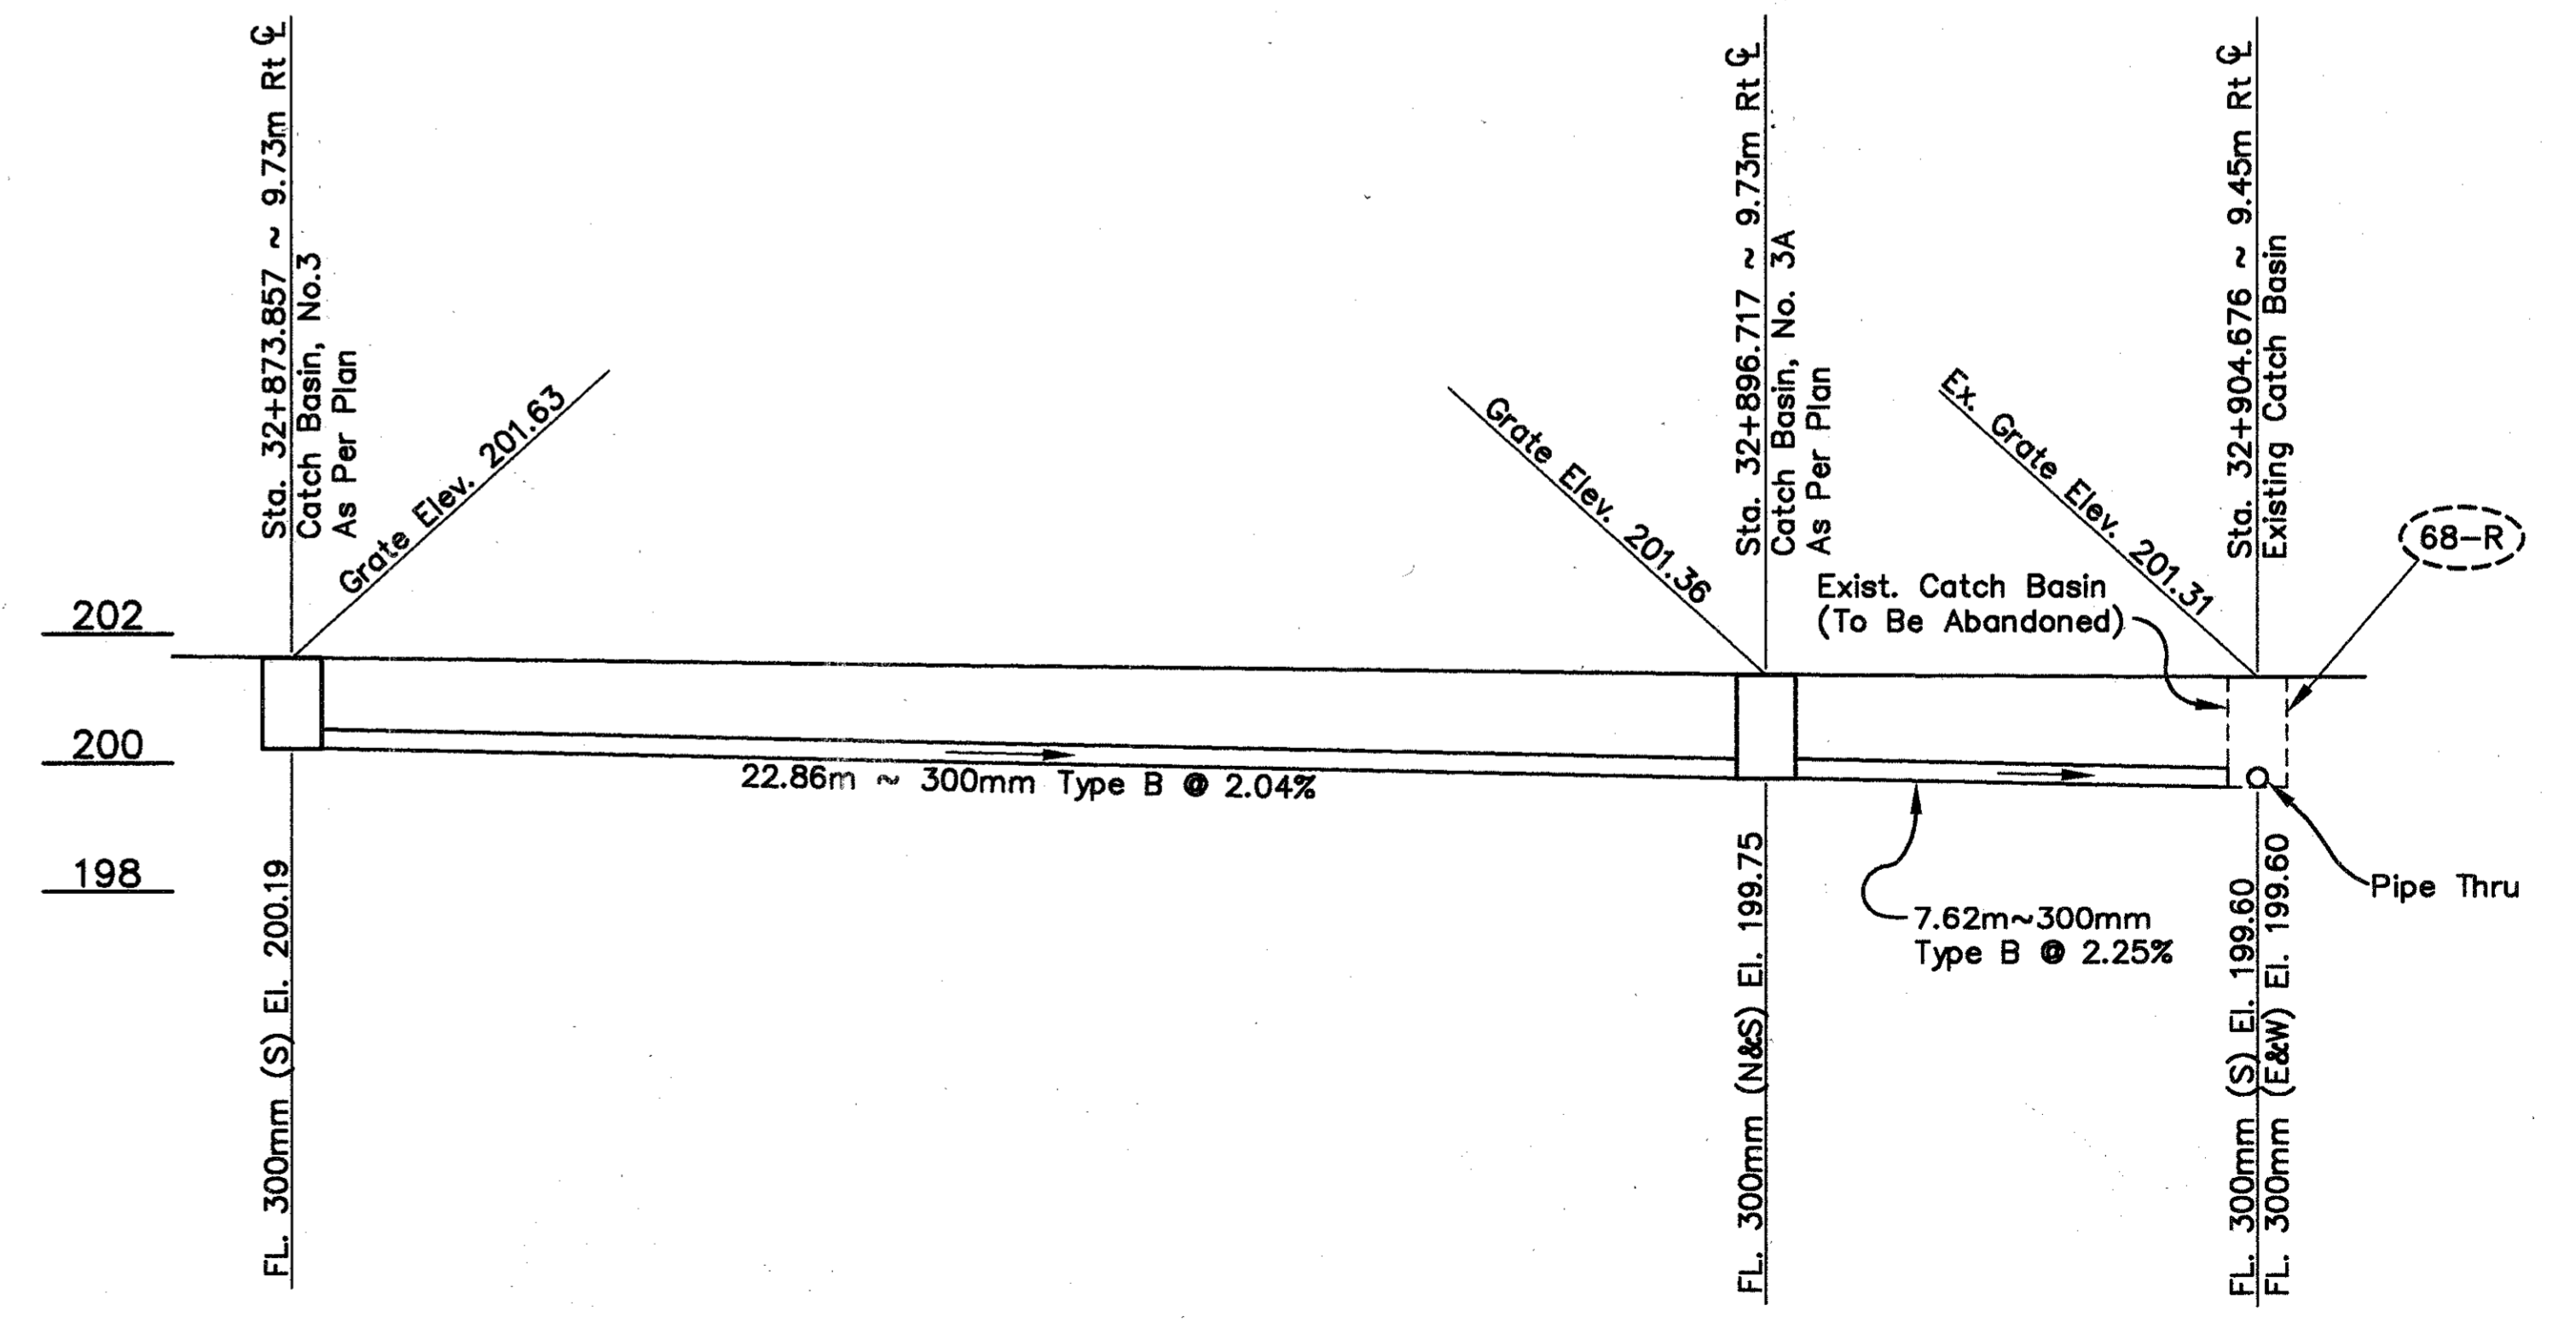 Sta. 32+873.857 ~ 9.73m Rt ℄
Catch Basin, No.3
As Per Plan
Grate Elev. 201.63
Sta. 32+896.717 ~ 9.73m Rt ℄
Catch Basin, No. 3A
As Per Plan
Grate Elev. 201.36
Sta. 32+904.676 ~ 9.45m Rt ℄
Existing Catch Basin
Ex. Grate Elev. 201.31
68-R
Exist. Catch Basin
(To Be Abandoned)
202
200
198
22.86m ~ 300mm Type B @ 2.04%
7.62m~300mm
Type B @ 2.25%
Pipe Thru
FL. 300mm (S) El. 200.19
FL. 300mm (N&S) El. 199.75
FL. 300mm (S) El. 199.60
FL. 300mm (E&W) El. 199.60